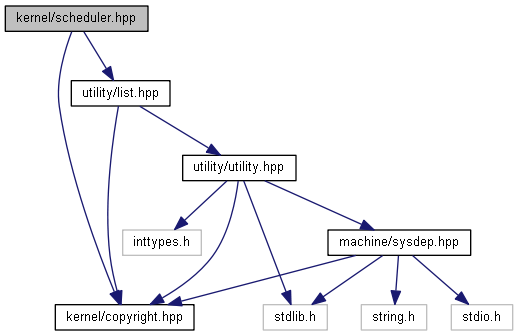 kernel/scheduler.hpp
utility/list.hpp
utility/utility.hpp
inttypes.h
machine/sysdep.hpp
kernel/copyright.hpp
stdlib.h
string.h
stdio.h